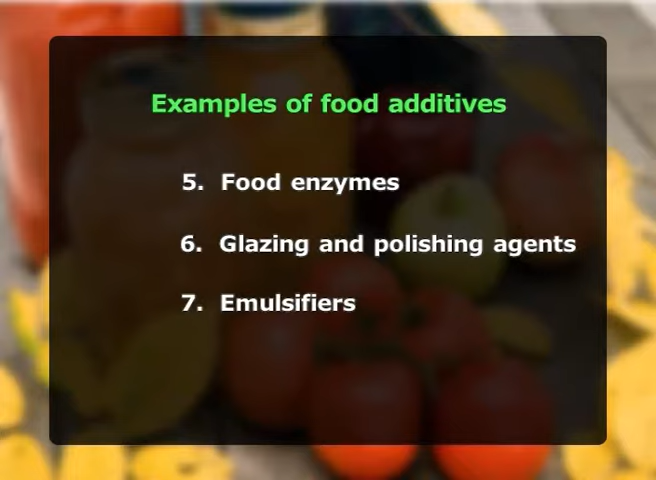 Examples of food additives
5. Food enzymes
6. Glazing and polishing agents
7. Emulsifiers